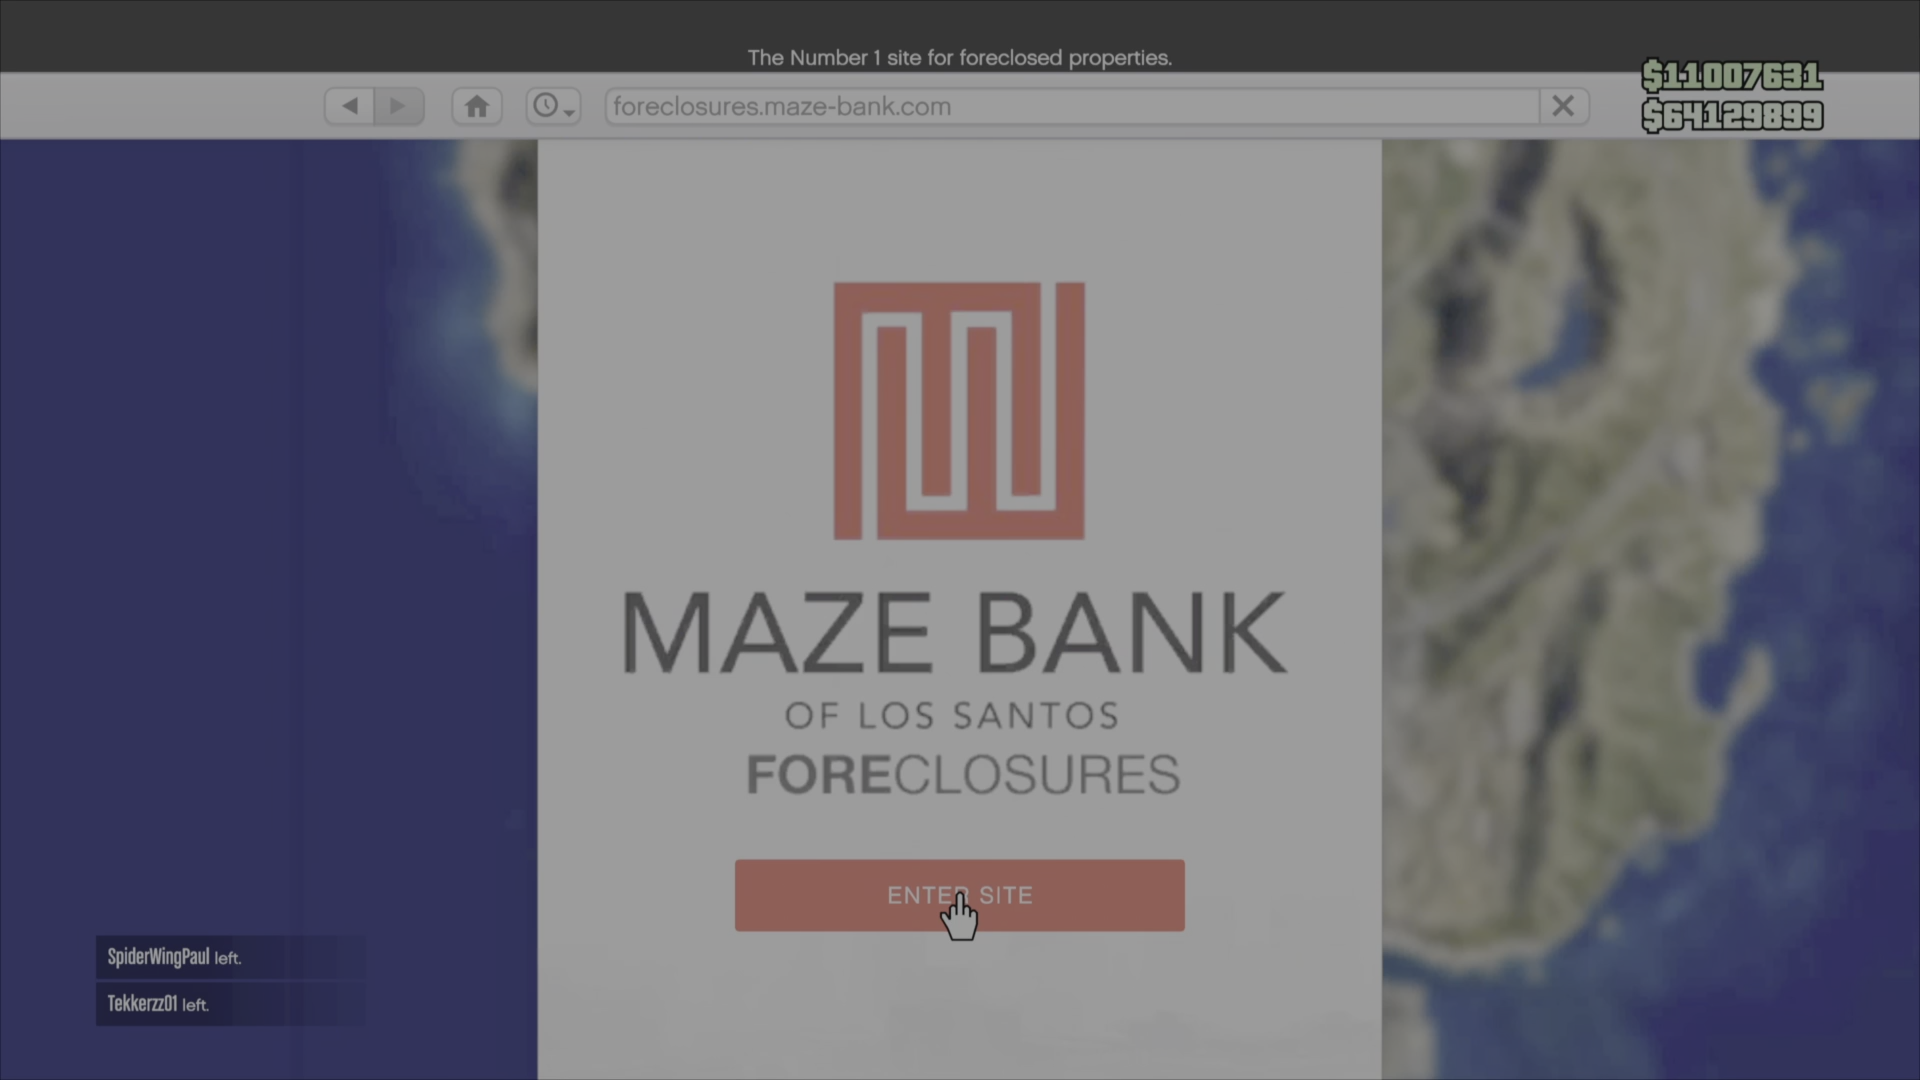 The Number 1 site for foreclosed properties.
foreclosures.maze-bank.com
$11007631
$64129899
MAZE BANK
OF LOS SANTOS
FORECLOSURES
ENTER SITE
SpiderWingPaul left.
Tekkerzz01 left.